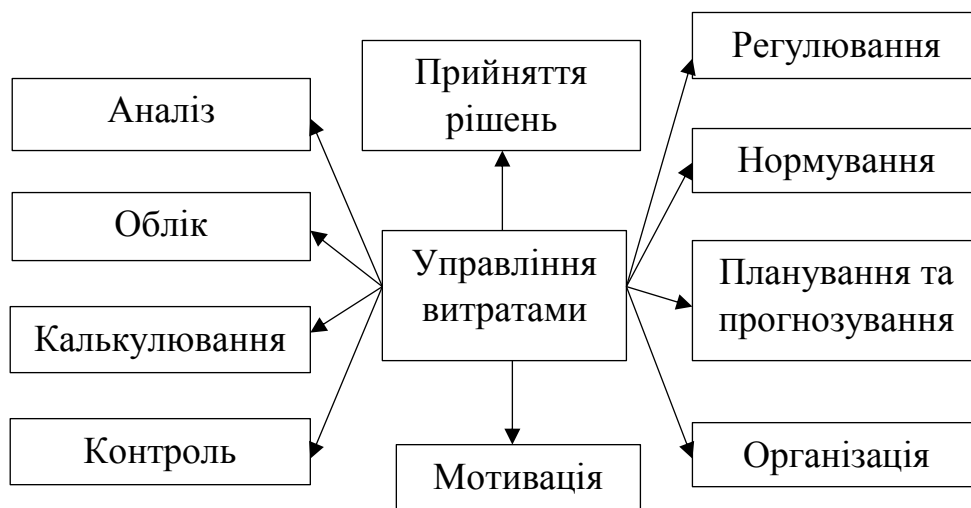 Регулювання
Прийняття
рішень
Аналіз
Нормування
Облік
Управління
витратами
Планування та
прогнозування
Калькулювання
Контроль
Організація
Мотивація